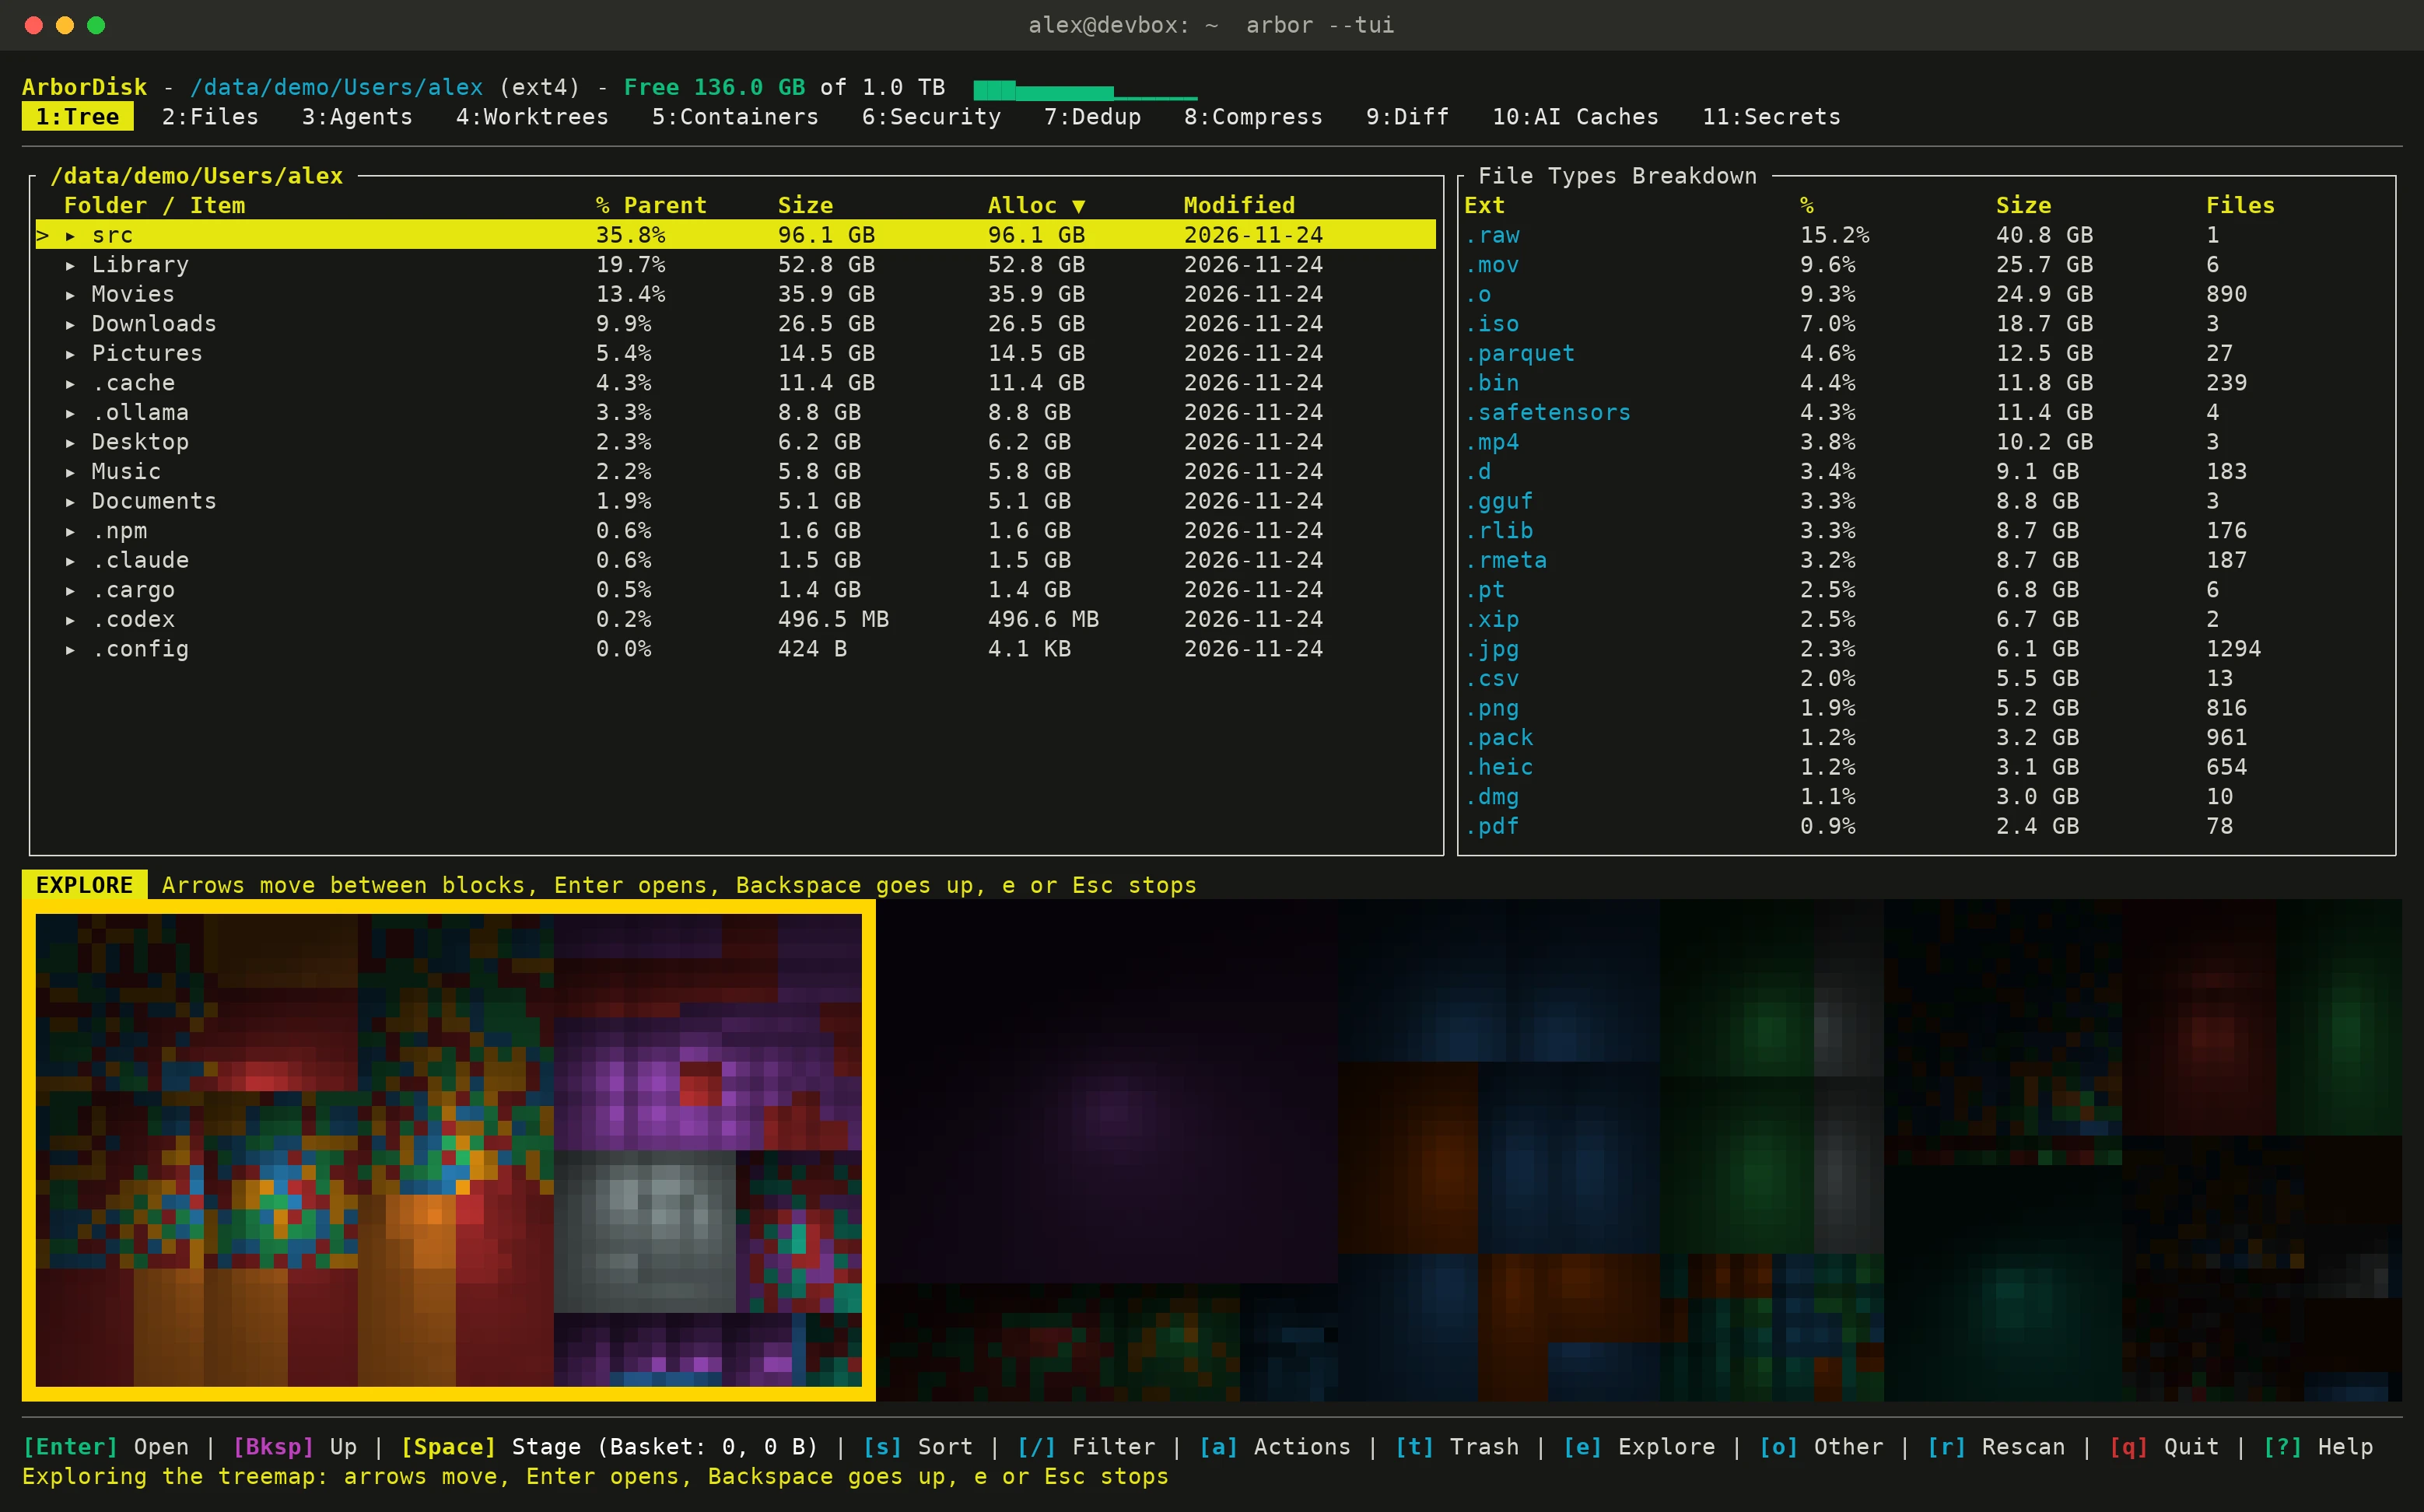 alex@devbox: ~  arbor --tui
ArborDisk - /data/demo/Users/alex (ext4) - Free 136.0 GB of 1.0 TB
1:Tree   2:Files   3:Agents   4:Worktrees   5:Containers   6:Security   7:Dedup   8:Compress   9:Diff   10:AI Caches   11:Secrets
/data/demo/Users/alex
Folder / Item   % Parent   Size   Alloc ▼   Modified
> ▸ src   35.8%   96.1 GB   96.1 GB   2026-11-24
▸ Library   19.7%   52.8 GB   52.8 GB   2026-11-24
▸ Movies   13.4%   35.9 GB   35.9 GB   2026-11-24
▸ Downloads   9.9%   26.5 GB   26.5 GB   2026-11-24
▸ Pictures   5.4%   14.5 GB   14.5 GB   2026-11-24
▸ .cache   4.3%   11.4 GB   11.4 GB   2026-11-24
▸ .ollama   3.3%   8.8 GB   8.8 GB   2026-11-24
▸ Desktop   2.3%   6.2 GB   6.2 GB   2026-11-24
▸ Music   2.2%   5.8 GB   5.8 GB   2026-11-24
▸ Documents   1.9%   5.1 GB   5.1 GB   2026-11-24
▸ .npm   0.6%   1.6 GB   1.6 GB   2026-11-24
▸ .claude   0.6%   1.5 GB   1.5 GB   2026-11-24
▸ .cargo   0.5%   1.4 GB   1.4 GB   2026-11-24
▸ .codex   0.2%   496.5 MB   496.6 MB   2026-11-24
▸ .config   0.0%   424 B   4.1 KB   2026-11-24
File Types Breakdown
Ext   %   Size   Files
.raw   15.2%   40.8 GB   1
.mov   9.6%   25.7 GB   6
.o   9.3%   24.9 GB   890
.iso   7.0%   18.7 GB   3
.parquet   4.6%   12.5 GB   27
.bin   4.4%   11.8 GB   239
.safetensors   4.3%   11.4 GB   4
.mp4   3.8%   10.2 GB   3
.d   3.4%   9.1 GB   183
.gguf   3.3%   8.8 GB   3
.rlib   3.3%   8.7 GB   176
.rmeta   3.2%   8.7 GB   187
.pt   2.5%   6.8 GB   6
.xip   2.5%   6.7 GB   2
.jpg   2.3%   6.1 GB   1294
.csv   2.0%   5.5 GB   13
.png   1.9%   5.2 GB   816
.pack   1.2%   3.2 GB   961
.heic   1.2%   3.1 GB   654
.dmg   1.1%   3.0 GB   10
.pdf   0.9%   2.4 GB   78
EXPLORE Arrows move between blocks, Enter opens, Backspace goes up, e or Esc stops
[Enter] Open | [Bksp] Up | [Space] Stage (Basket: 0, 0 B) | [s] Sort | [/] Filter | [a] Actions | [t] Trash | [e] Explore | [o] Other | [r] Rescan | [q] Quit | [?] Help
Exploring the treemap: arrows move, Enter opens, Backspace goes up, e or Esc stops